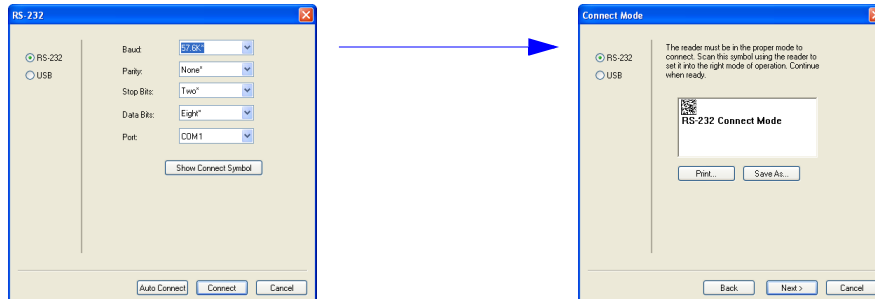 RS-232
RS-232
USB
Baud:
57.6K*
Parity:
None*
Stop Bits:
Two*
Data Bits:
Eight*
Port:
COM1
Show Connect Symbol
Auto Connect
Connect
Cancel
Connect Mode
RS-232
USB
The reader must be in the proper mode to
connect. Scan this symbol using the reader to
set it into the right mode of operation. Continue
when ready.
RS-232 Connect Mode
Print...
Save As...
Back
Next >
Cancel